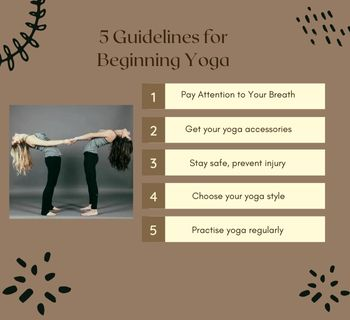 5 Guidelines for
Beginning Yoga
1 Pay Attention to Your Breath
2 Get your yoga accessories
3 Stay safe, prevent injury
4 Choose your yoga style
5 Practise yoga regularly